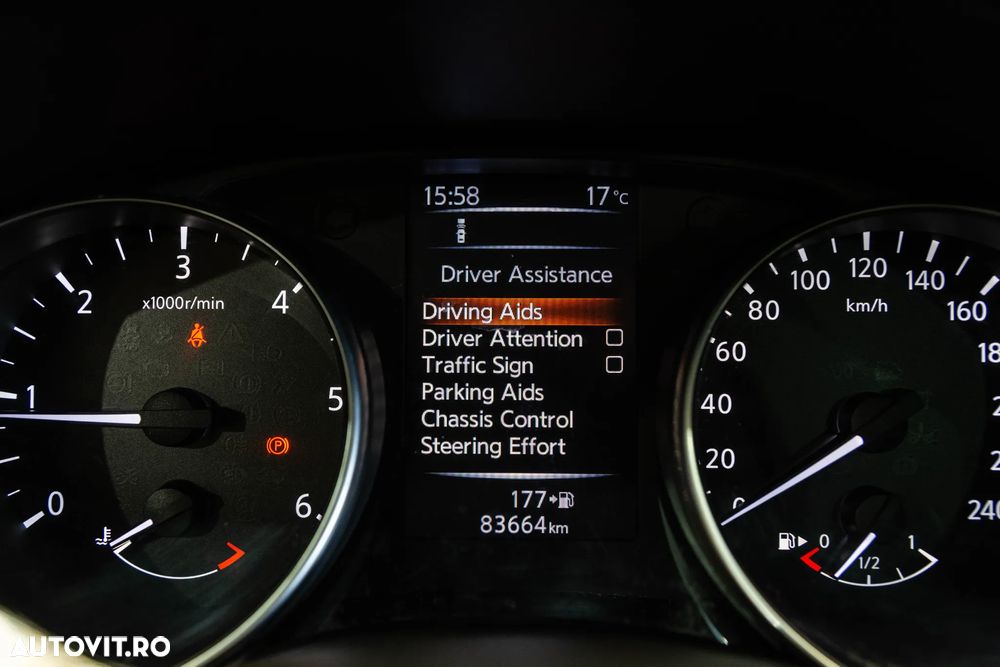 15:58 17°C
Driver Assistance
Driving Aids
Driver Attention
Traffic Sign
Parking Aids
Chassis Control
Steering Effort
177
83664km
0
1
2
3
4
5
6
x1000r/min
P
0
20
40
60
80
100
120
140
160
240
km/h
0
1/2
1
AUTOVIT.RO